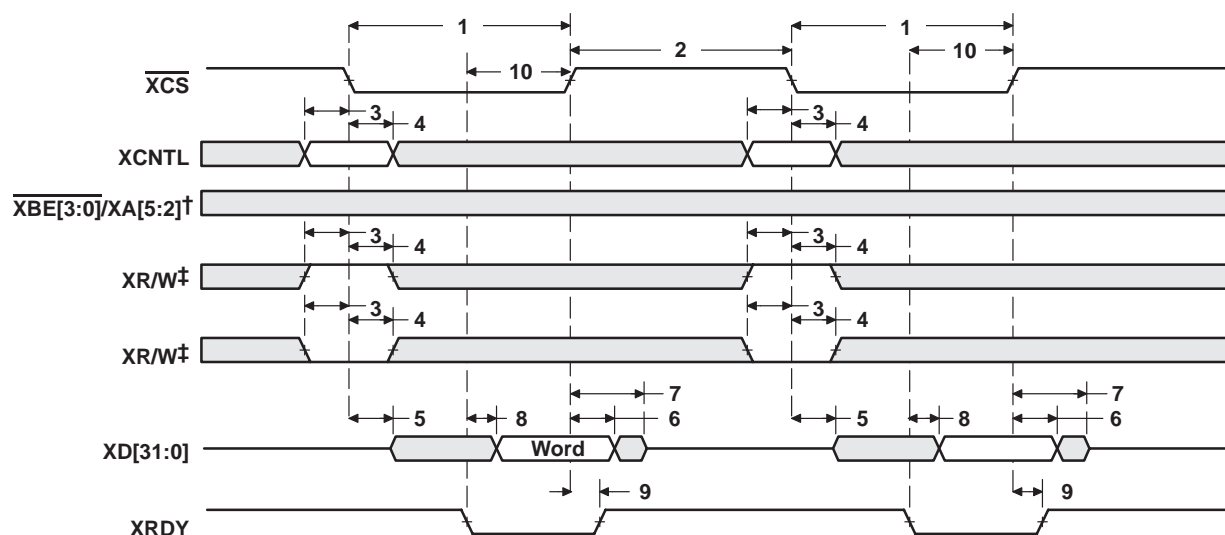 1 1
2
10 10
X̅C̅S̅
3 3
4 4
XCNTL
X̅B̅E̅[̅3̅:̅0̅]̅/XA[5:2]†
3 3
4 4
XR/W‡
3 3
4 4
XR/W‡
7 7
5 8 6 5 8 6
XD[31:0] Word
9 9
XRDY